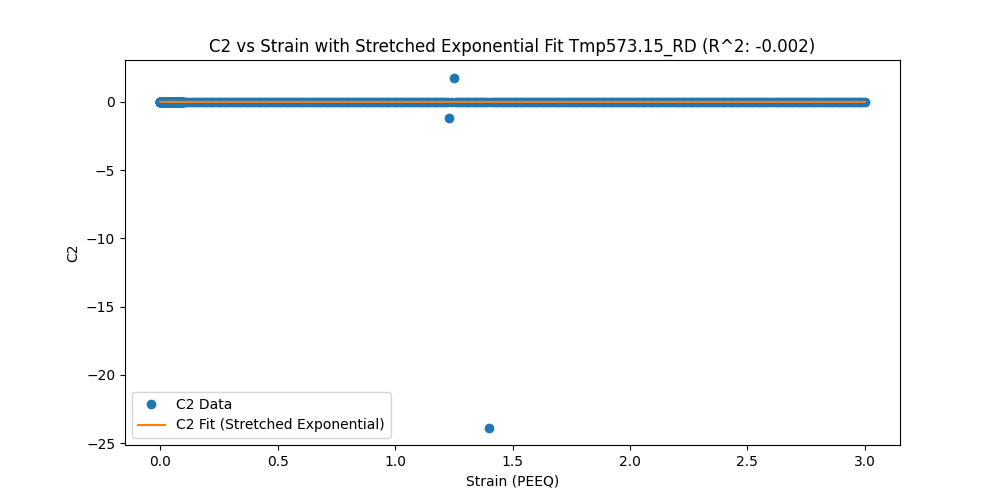 C2 vs Strain with Stretched Exponential Fit Tmp573.15_RD (R^2: -0.002)
0
−5
−10
−15
−20
−25
C2
C2 Data
C2 Fit (Stretched Exponential)
0.0 0.5 1.0 1.5 2.0 2.5 3.0
Strain (PEEQ)